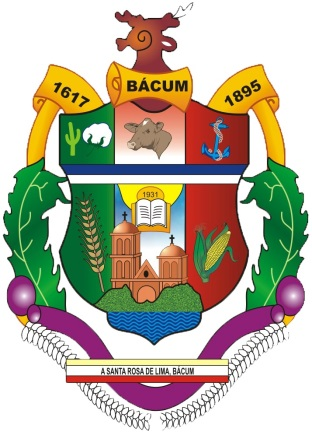 1617
BÁCUM
1895
1931
A SANTA ROSA DE LIMA, BÁCUM